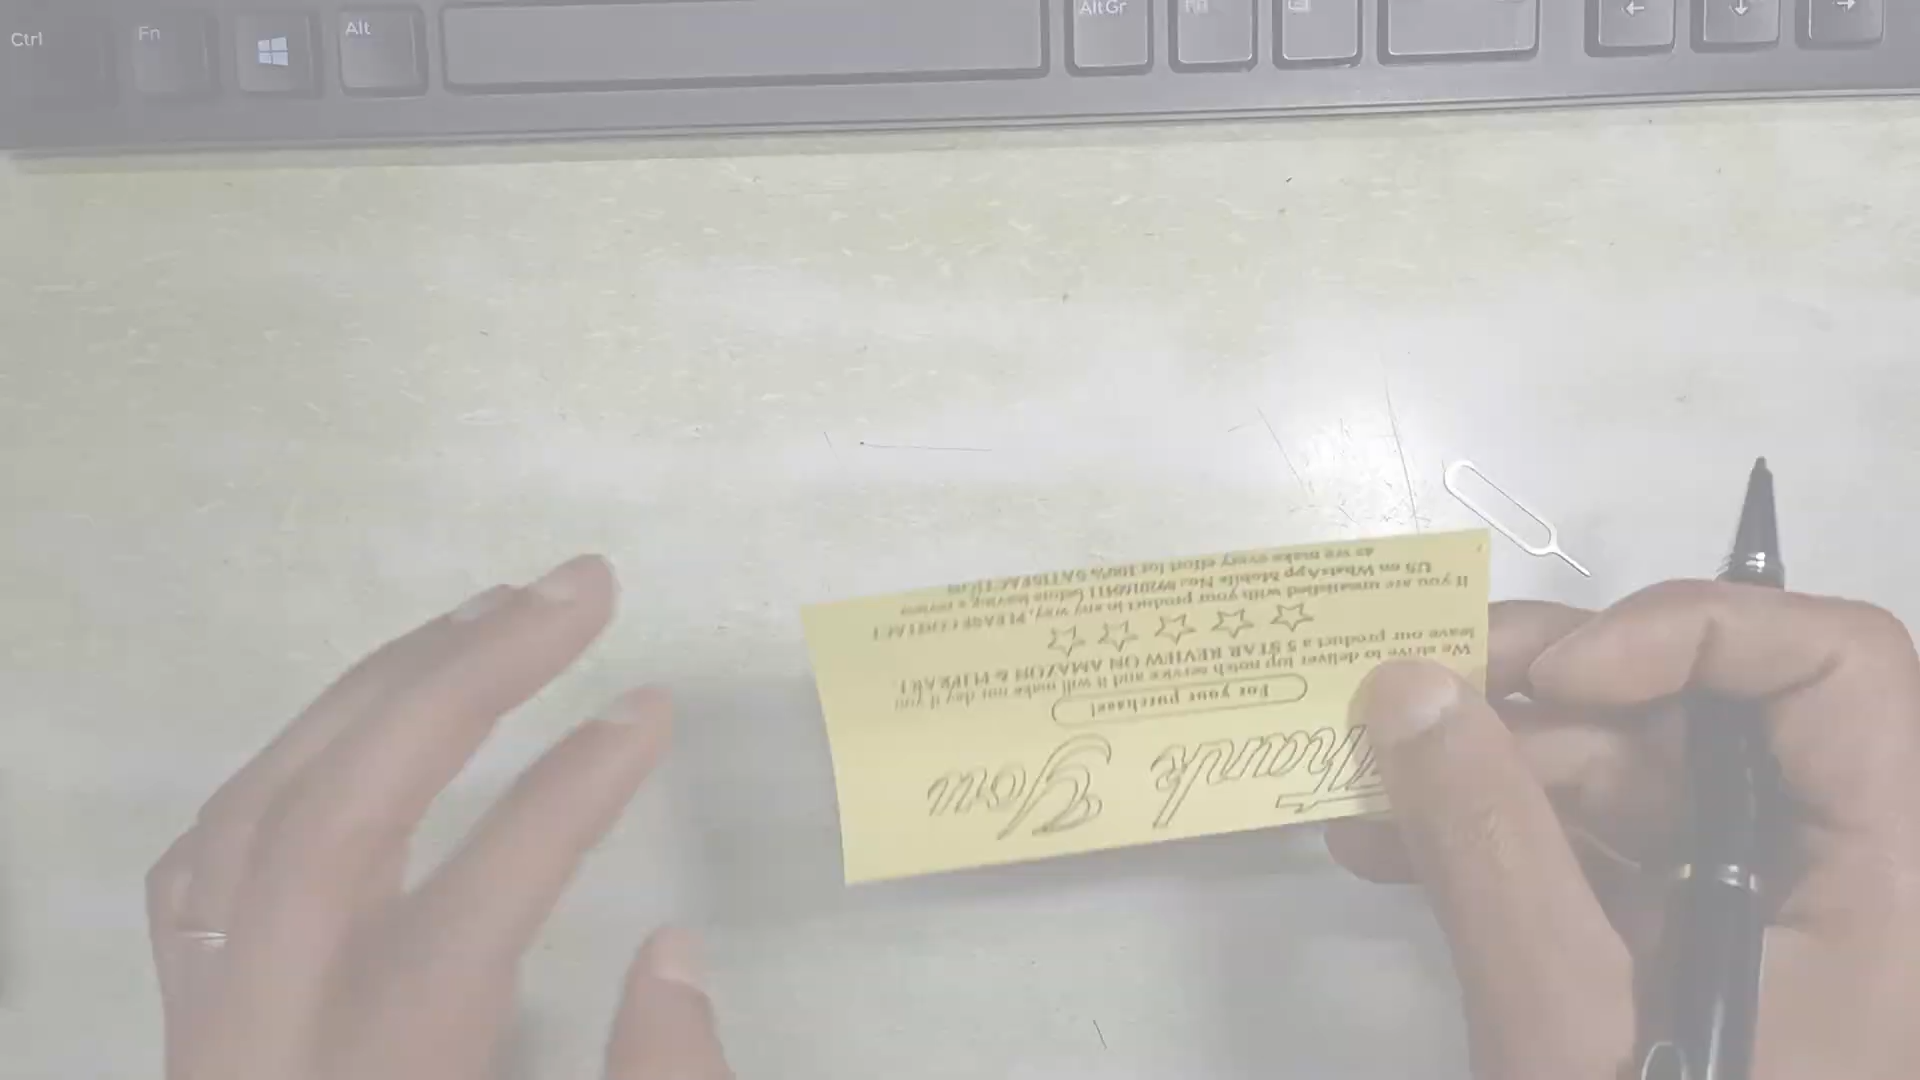 Ctrl Fn Alt AltGr
Thank You
For your purchase!
We strive to deliver top notch service and it will make our day if you
leave our product a 5 STAR REVIEW ON AMAZON & FLIPKART.
If you are unsatisfied with your product in any way, PLEASE CONTACT
US on WhatsApp Mobile No: before leaving a review
as we make every effort for 100% SATISFACTION